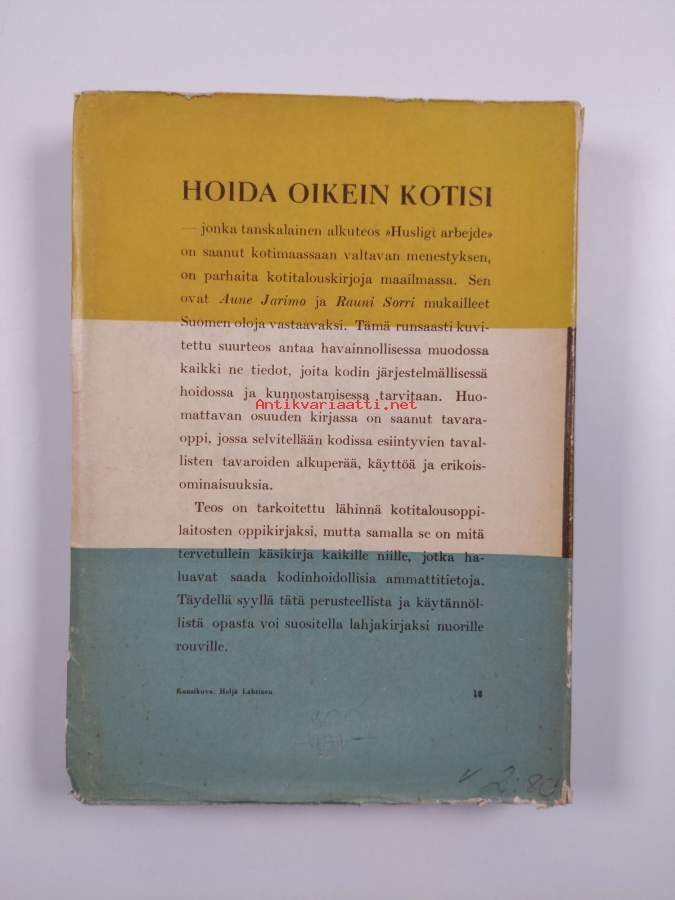 HOIDA OIKEIN KOTISI
— jonka tanskalainen alkuteos »Husligt arbejde»
on saanut kotimaassaan valtavan menestyksen,
on parhaita kotitalouskirjoja maailmassa. Sen
ovat Aune Jarimo ja Rauni Sorri mukailleet
Suomen oloja vastaavaksi. Tämä runsaasti kuvi-
tettu suurteos antaa havainnollisessa muodossa
kaikki ne tiedot, joita kodin järjestelmällisessä
hoidossa ja kunnostamisessa tarvitaan. Huo-
Antikvariaatti.net
mattavan osuuden kirjassa on saanut tavara-
oppi, jossa selvitellään kodissa esiintyvien taval-
listen tavaroiden alkuperää, käyttöä ja erikois-
ominaisuuksia.
Teos on tarkoitettu lähinnä kotitalousoppi-
laitosten oppikirjaksi, mutta samalla se on mitä
tervetullein käsikirja kaikille niille, jotka ha-
luavat saada kodinhoidollisia ammattitietoja.
Täydellä syyllä tätä perusteellista ja käytännöl-
listä opasta voi suositella lahjakirjaksi nuorille
rouville.
Kansikuva: Heljä Lahtinen
18
v 2:80